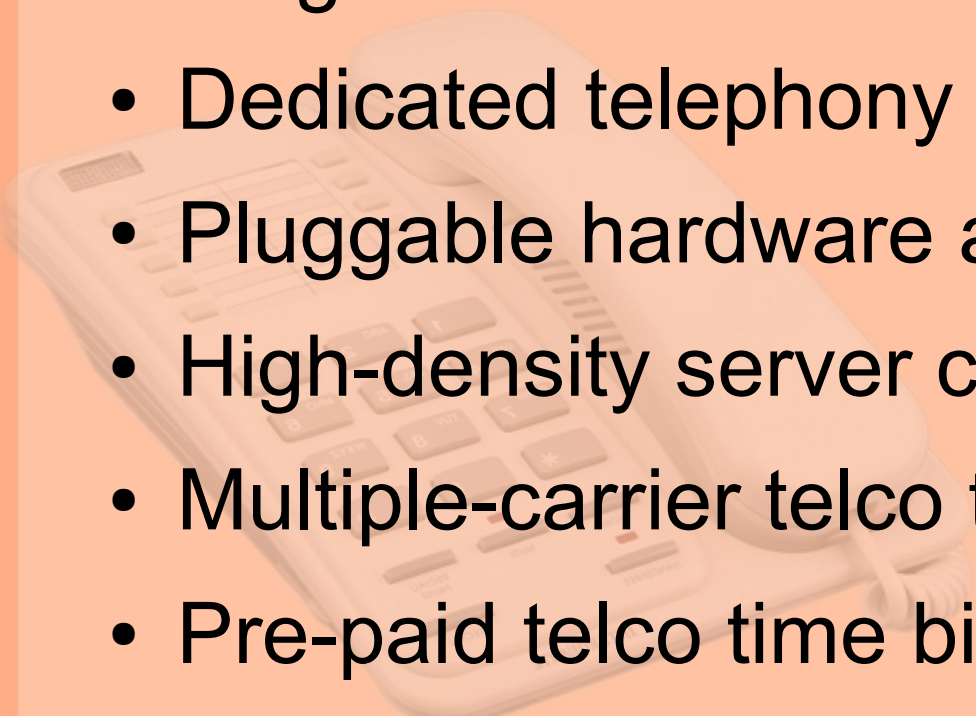 • Dedicated telephony
• Pluggable hardware
• High-density server
• Multiple-carrier telco
• Pre-paid telco time